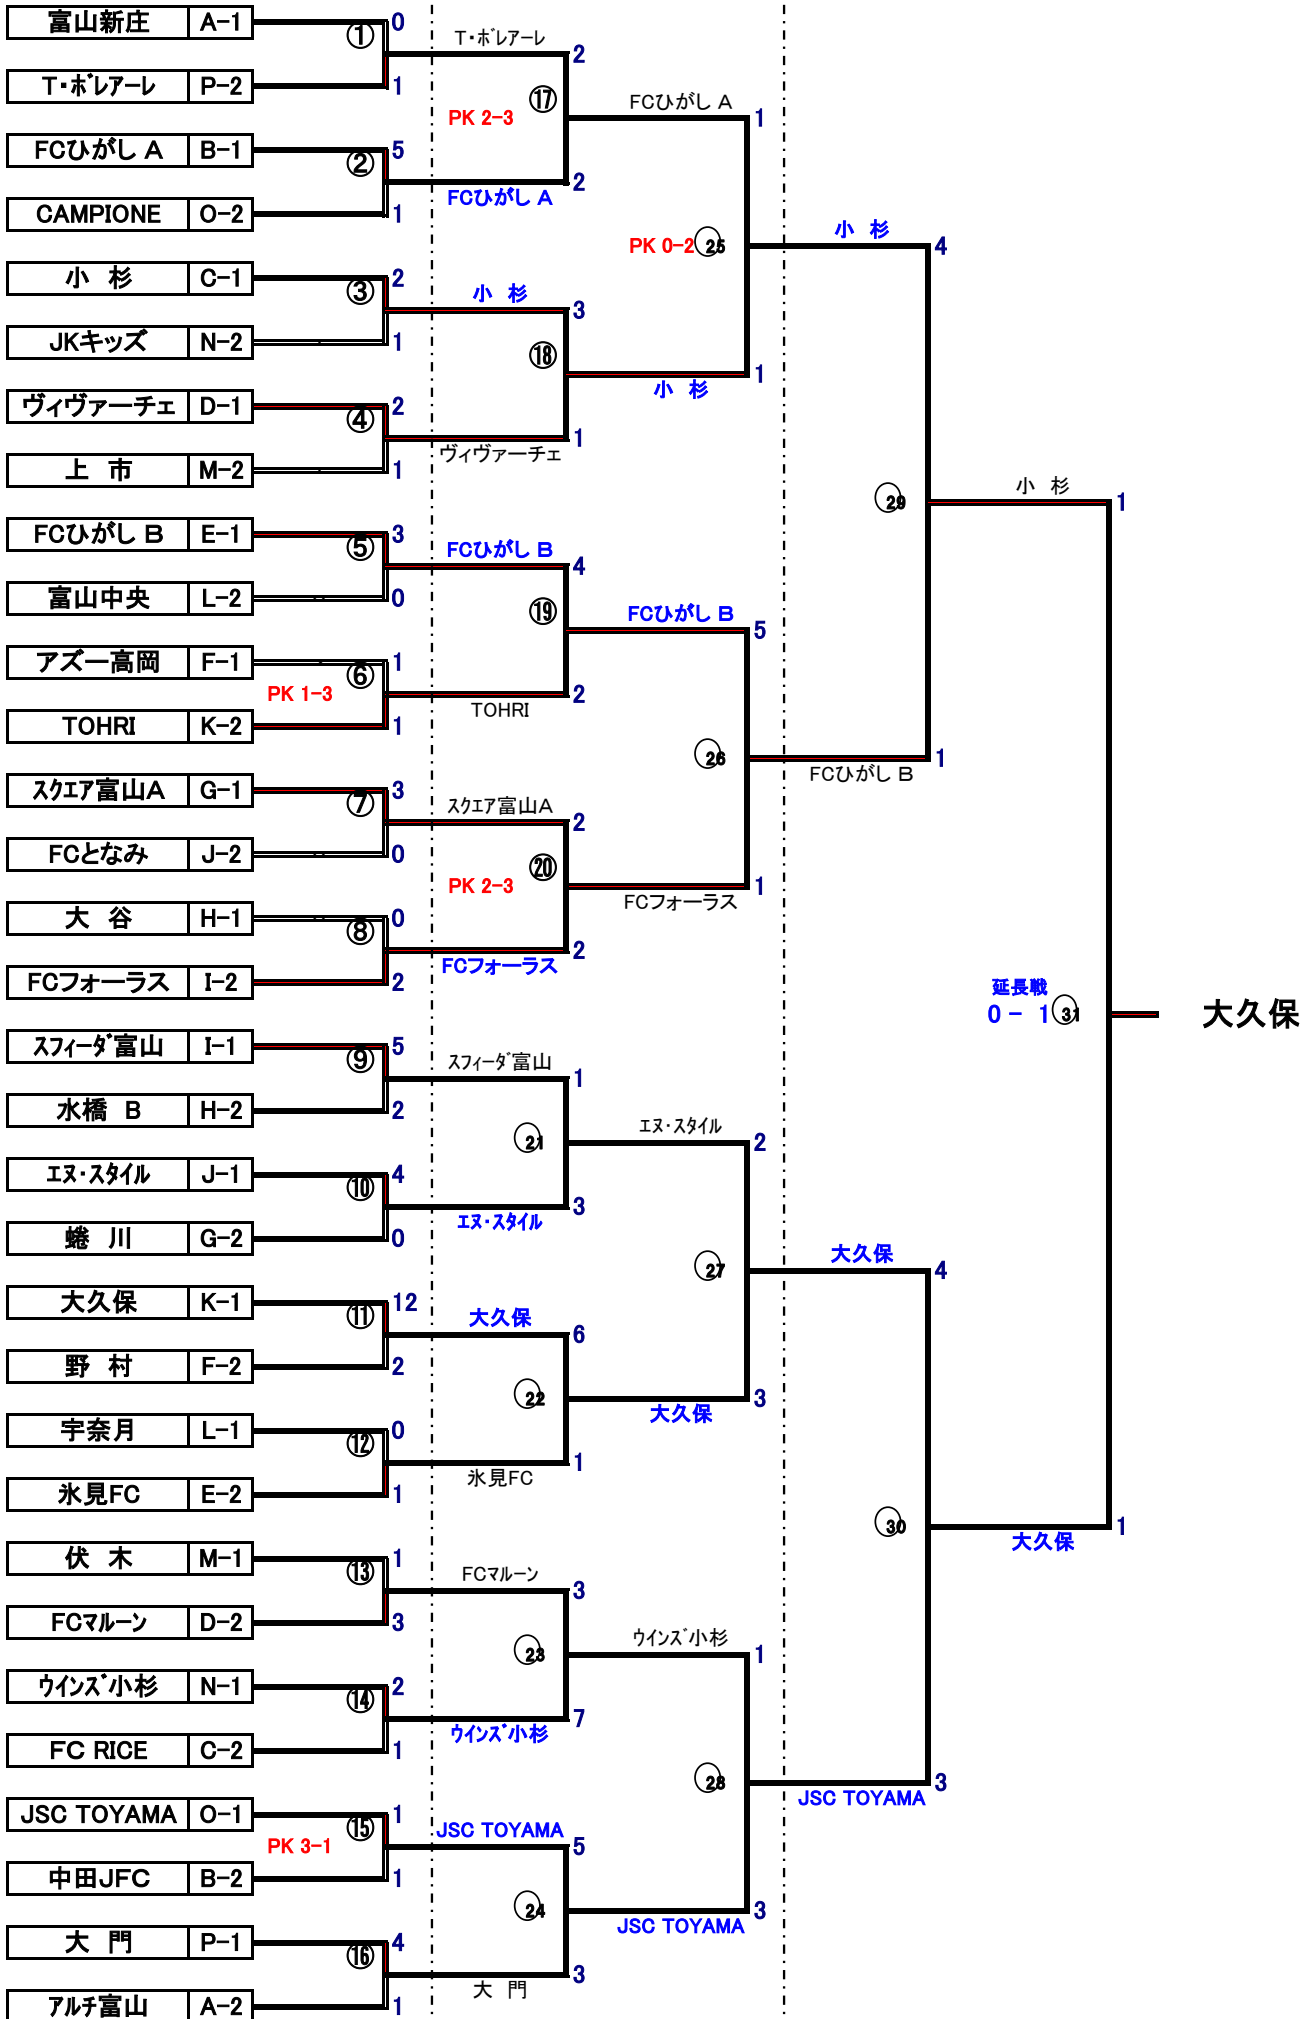 富山新庄 A-1 0
① T・ボレアーレ 2
T・ボレアーレ P-2 1
PK 2-3 ⑰ FCひがし A 1
FCひがし A B-1 5
② FCひがし A 2
CAMPIONE O-2 1
PK 0-2 25 小 杉 4
小 杉 C-1 2
③ 小 杉 3
JKキッズ N-2 1
⑱ 小 杉 1
ヴィヴァーチェ D-1 2
④ ヴィヴァーチェ 1
上 市 M-2 1
29 小 杉 1
FCひがし B E-1 3
⑤ FCひがし B 4
富山中央 L-2 0
⑲ FCひがし B 5
アズー高岡 F-1 1
PK 1-3 ⑥ TOHRI 2
TOHRI K-2 1
26 FCひがし B 1
スクエア富山A G-1 3
⑦ スクエア富山A 2
FCとなみ J-2 0
PK 2-3 ⑳ FCフォーラス 1
大 谷 H-1 0
⑧ FCフォーラス 2
FCフォーラス I-2 2
延長戦
0- 1 31 大久保
スフィーダ富山 I-1 5
⑨ スフィーダ富山 1
水橋 B H-2 2
21 エヌ・スタイル 2
エヌ・スタイル J-1 4
⑩ エヌ・スタイル 3
蜷 川 G-2 0
27 大久保 4
大久保 K-1 12
⑪ 大久保 6
野 村 F-2 2
22 大久保 3
宇奈月 L-1 0
⑫ 氷見FC 1
氷見FC E-2 1
30 大久保 1
伏 木 M-1 1
⑬ FCマルーン 3
FCマルーン D-2 3
23 ウインズ小杉 1
ウインズ小杉 N-1 2
⑭ ウインズ小杉 7
FC RICE C-2 1
28 JSC TOYAMA 3
JSC TOYAMA O-1 1
PK 3-1 ⑮ JSC TOYAMA 5
中田JFC B-2 1
24 JSC TOYAMA 3
大 門 P-1 4
⑯ 大 門 3
アルチ富山 A-2 1